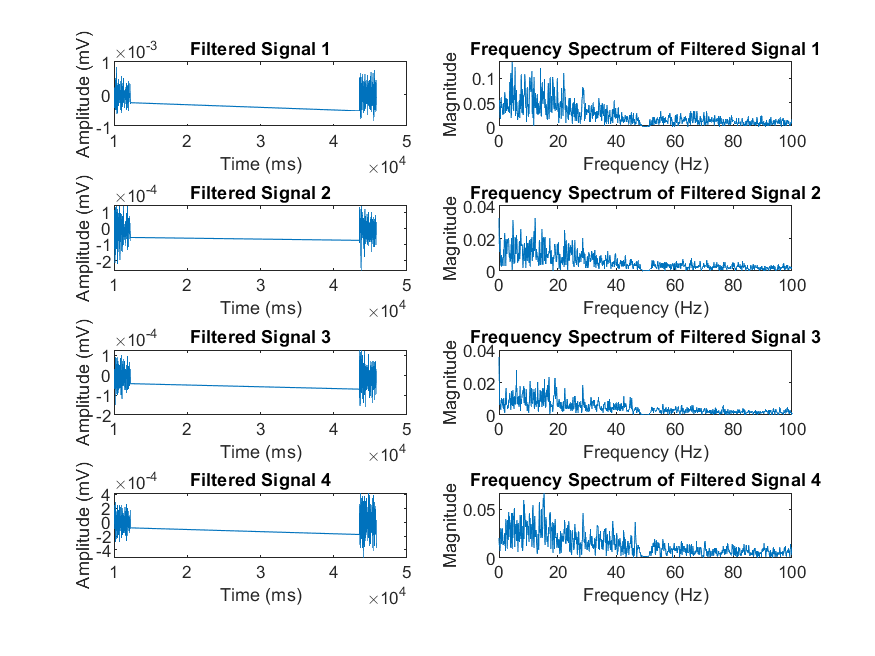 Filtered Signal 1
×10-3
Amplitude (mV)
1
0
-1
1 2 3 4 5
Time (ms)
×104
Frequency Spectrum of Filtered Signal 1
Magnitude
0.1
0.05
0
0 20 40 60 80 100
Frequency (Hz)
Filtered Signal 2
×10-4
Amplitude (mV)
1
0
-1
-2
1 2 3 4 5
Time (ms)
×104
Frequency Spectrum of Filtered Signal 2
Magnitude
0.04
0.02
0
0 20 40 60 80 100
Frequency (Hz)
Filtered Signal 3
×10-4
Amplitude (mV)
1
0
-1
-2
1 2 3 4 5
Time (ms)
×104
Frequency Spectrum of Filtered Signal 3
Magnitude
0.04
0.02
0
0 20 40 60 80 100
Frequency (Hz)
Filtered Signal 4
×10-4
Amplitude (mV)
4
2
0
-2
-4
1 2 3 4 5
Time (ms)
×104
Frequency Spectrum of Filtered Signal 4
Magnitude
0.05
0
0 20 40 60 80 100
Frequency (Hz)